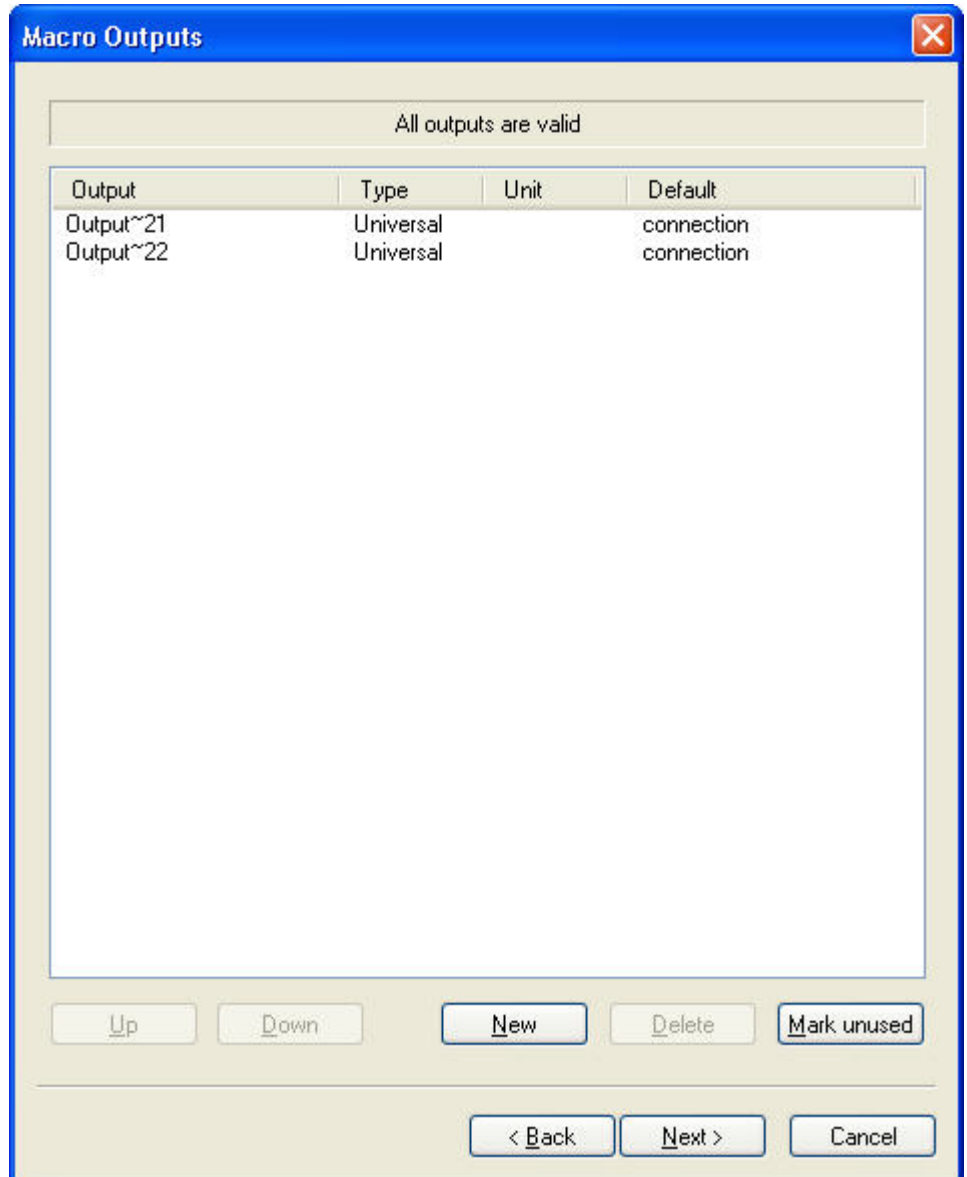 Macro Outputs
All outputs are valid
Output Type Unit Default
Output~21 Universal connection
Output~22 Universal connection
Up Down New Delete Mark unused
< Back Next > Cancel